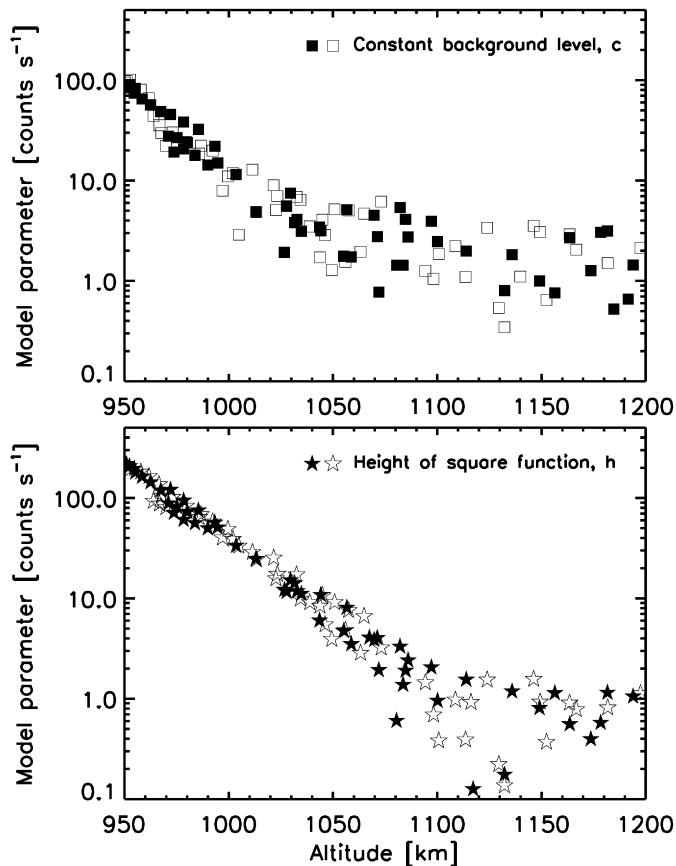 Constant background level, c
Model parameter [counts s⁻¹]
100.0
10.0
1.0
0.1
950 1000 1050 1100 1150 1200
Height of square function, h
Model parameter [counts s⁻¹]
100.0
10.0
1.0
0.1
950 1000 1050 1100 1150 1200
Altitude [km]